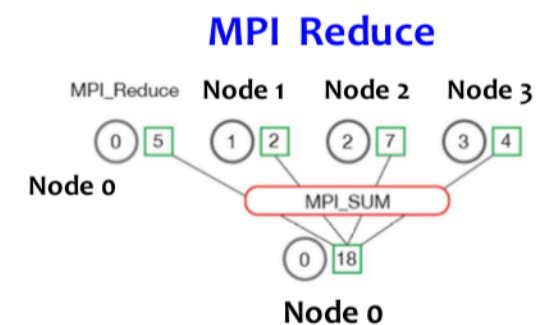 MPI Reduce
MPI_Reduce Node 1 Node 2 Node 3
0 5 1 2 2 7 3 4
Node 0
MPI_SUM
0 18
Node 0